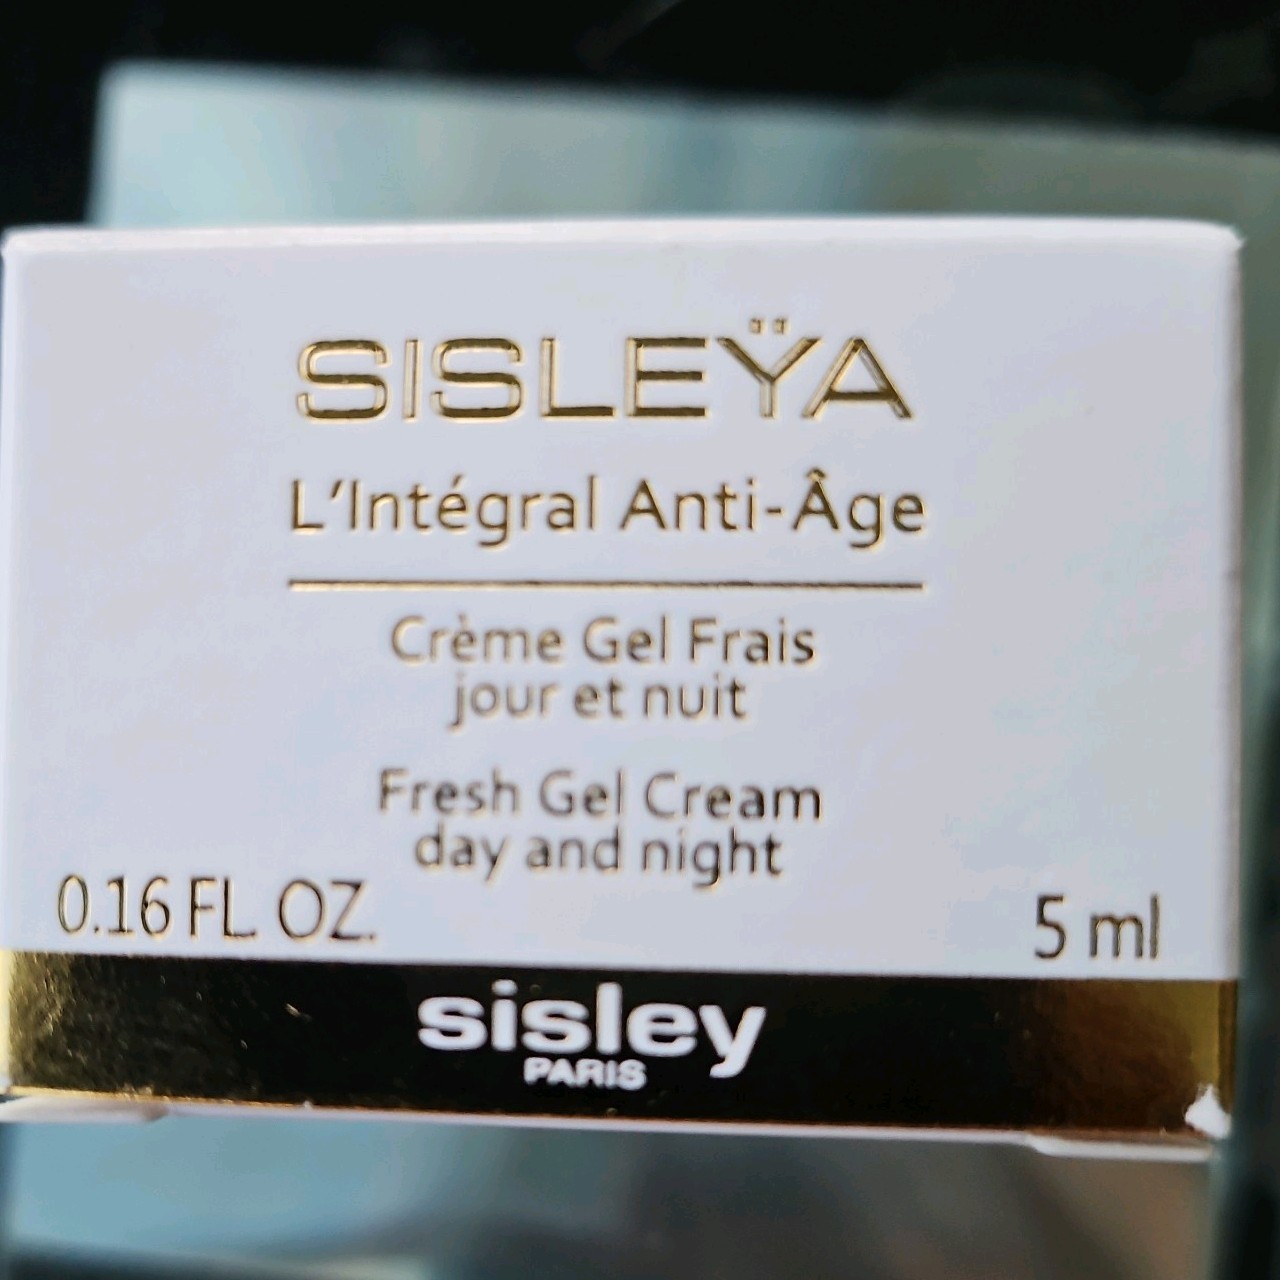 SISLEŸA
L'Intégral Anti-Âge
Crème Gel Frais
jour et nuit
Fresh Gel Cream
day and night
0.16 FL. OZ. 5 ml
sisley
PARIS